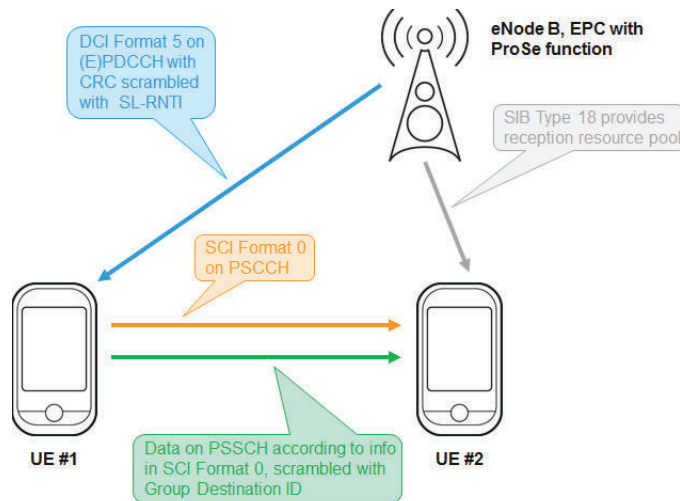 DCI Format 5 on
(E)PDCCH with
CRC scrambled
with SL-RNTI
eNode B, EPC with
ProSe function
SIB Type 18 provides
reception resource pool
SCI Format 0
on PSCCH
Data on PSSCH according to info
in SCI Format 0, scrambled with
Group Destination ID
UE #1
UE #2